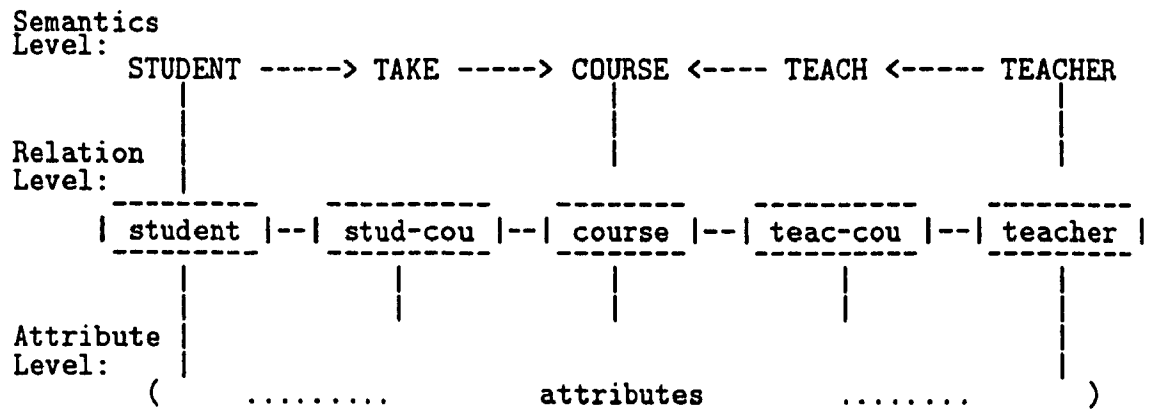 Semantics
Level:
STUDENT -----> TAKE -----> COURSE <---- TEACH <----- TEACHER
Relation
Level:
| student |--| stud-cou |--| course |--| teac-cou |--| teacher |
Attribute
Level:
( ......... attributes ........ )